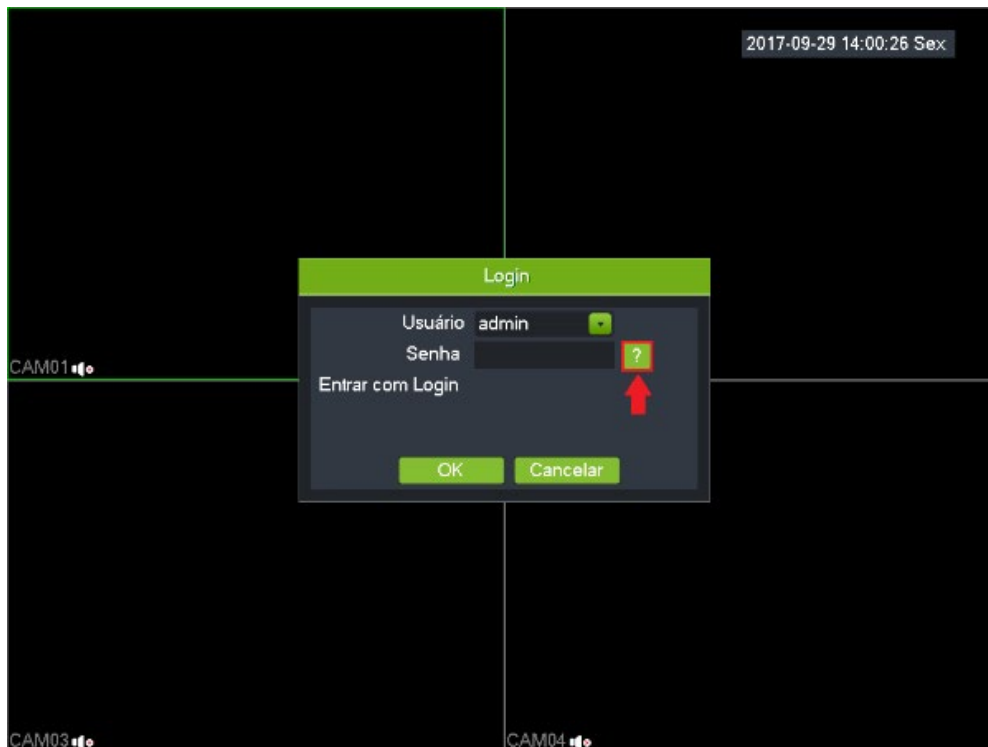 2017-09-29 14:00:26 Sex
Login
Usuário admin
Senha ?
CAM01
Entrar com Login
OK Cancelar
CAM03 CAM04